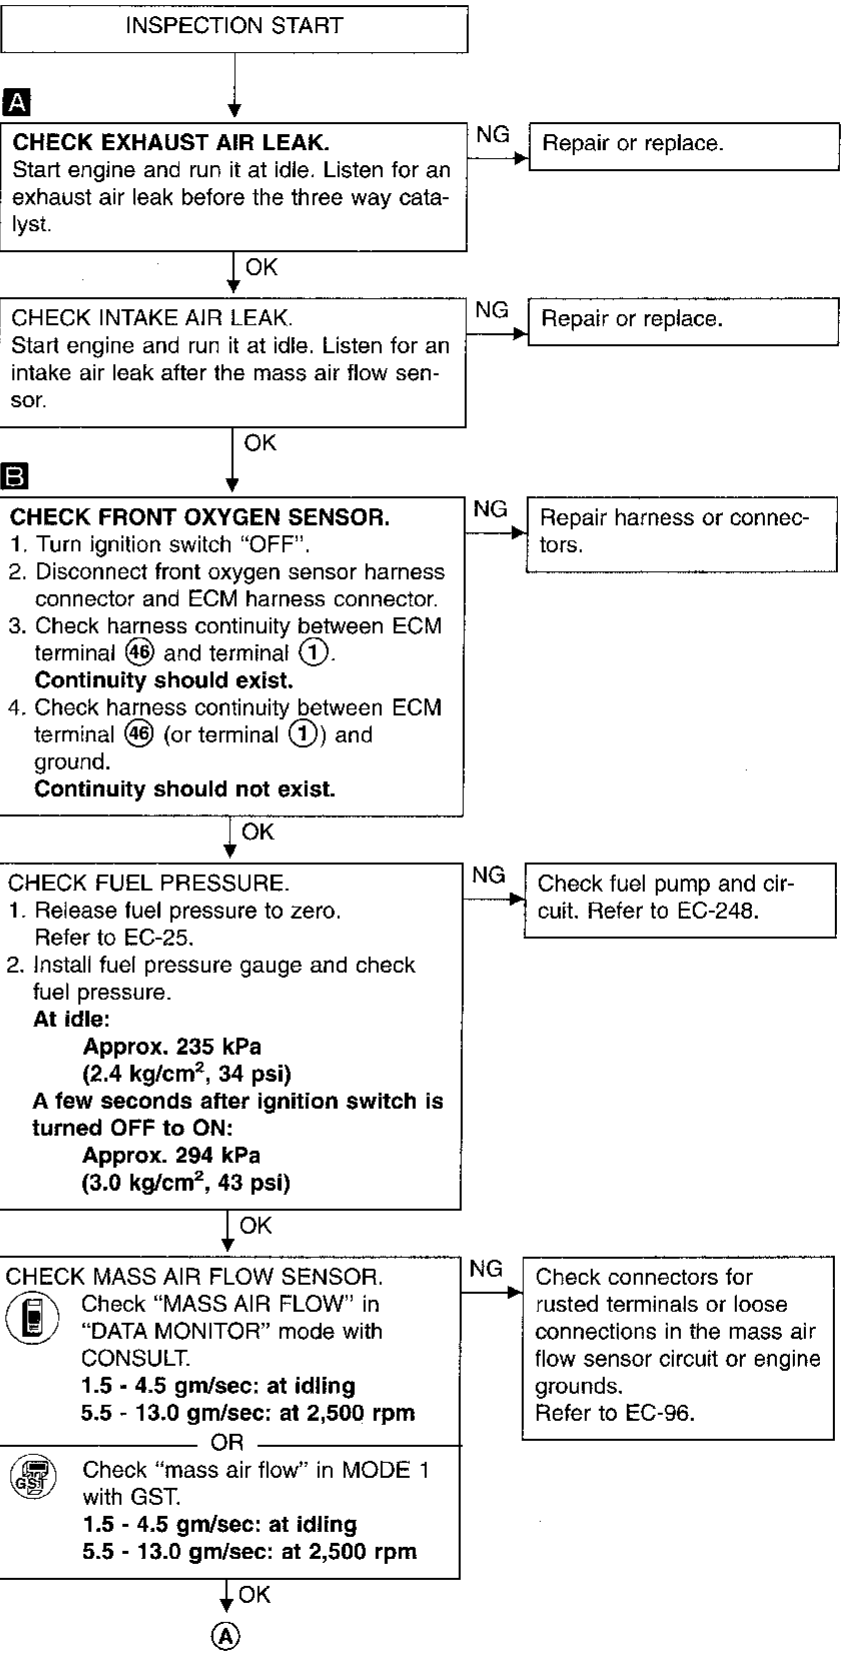 INSPECTION START
A
CHECK EXHAUST AIR LEAK.
Start engine and run it at idle. Listen for an
exhaust air leak before the three way cata-
lyst.
NG
Repair or replace.
OK
CHECK INTAKE AIR LEAK.
Start engine and run it at idle. Listen for an
intake air leak after the mass air flow sen-
sor.
NG
Repair or replace.
OK
B
CHECK FRONT OXYGEN SENSOR.
1. Turn ignition switch “OFF”.
2. Disconnect front oxygen sensor harness
connector and ECM harness connector.
3. Check harness continuity between ECM
terminal 46 and terminal 1.
Continuity should exist.
4. Check harness continuity between ECM
terminal 46 (or terminal 1) and
ground.
Continuity should not exist.
NG
Repair harness or connec-
tors.
OK
CHECK FUEL PRESSURE.
1. Release fuel pressure to zero.
Refer to EC-25.
2. Install fuel pressure gauge and check
fuel pressure.
At idle:
Approx. 235 kPa
(2.4 kg/cm², 34 psi)
A few seconds after ignition switch is
turned OFF to ON:
Approx. 294 kPa
(3.0 kg/cm², 43 psi)
NG
Check fuel pump and cir-
cuit. Refer to EC-248.
OK
CHECK MASS AIR FLOW SENSOR.
Check “MASS AIR FLOW” in
“DATA MONITOR” mode with
CONSULT.
1.5 - 4.5 gm/sec: at idling
5.5 - 13.0 gm/sec: at 2,500 rpm
OR
GST
Check “mass air flow” in MODE 1
with GST.
1.5 - 4.5 gm/sec: at idling
5.5 - 13.0 gm/sec: at 2,500 rpm
NG
Check connectors for
rusted terminals or loose
connections in the mass air
flow sensor circuit or engine
grounds.
Refer to EC-96.
OK
A